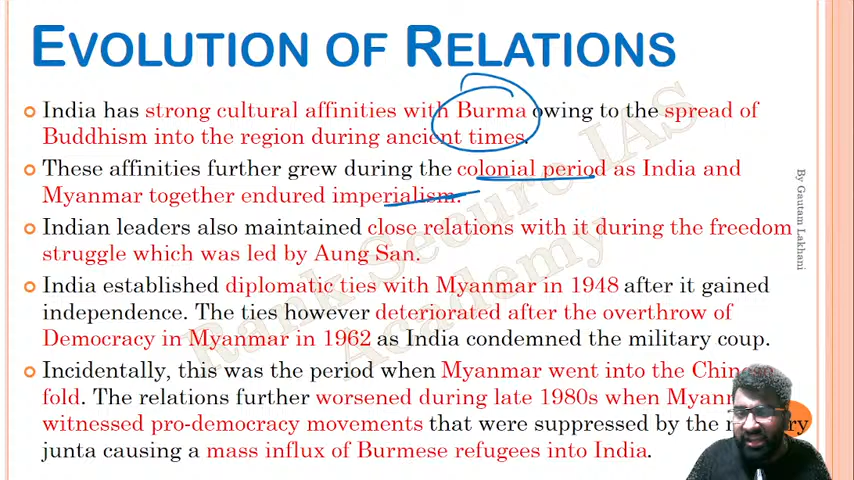 EVOLUTION OF RELATIONS
India has strong cultural affinities with Burma owing to the spread of
Buddhism into the region during ancient times.
These affinities further grew during the colonial period as India and
Myanmar together endured imperialism.
Indian leaders also maintained close relations with it during the freedom
struggle which was led by Aung San.
India established diplomatic ties with Myanmar in 1948 after it gained
independence. The ties however deteriorated after the overthrow of
Democracy in Myanmar in 1962 as India condemned the military coup.
Incidentally, this was the period when Myanmar went into the
fold. The relations further worsened during late 1980s when
witnessed pro-democracy movements that were suppressed by the
junta causing a mass influx of Burmese refugees into India.
By Gautam Lakhani
Rank Secure IAS
Academy